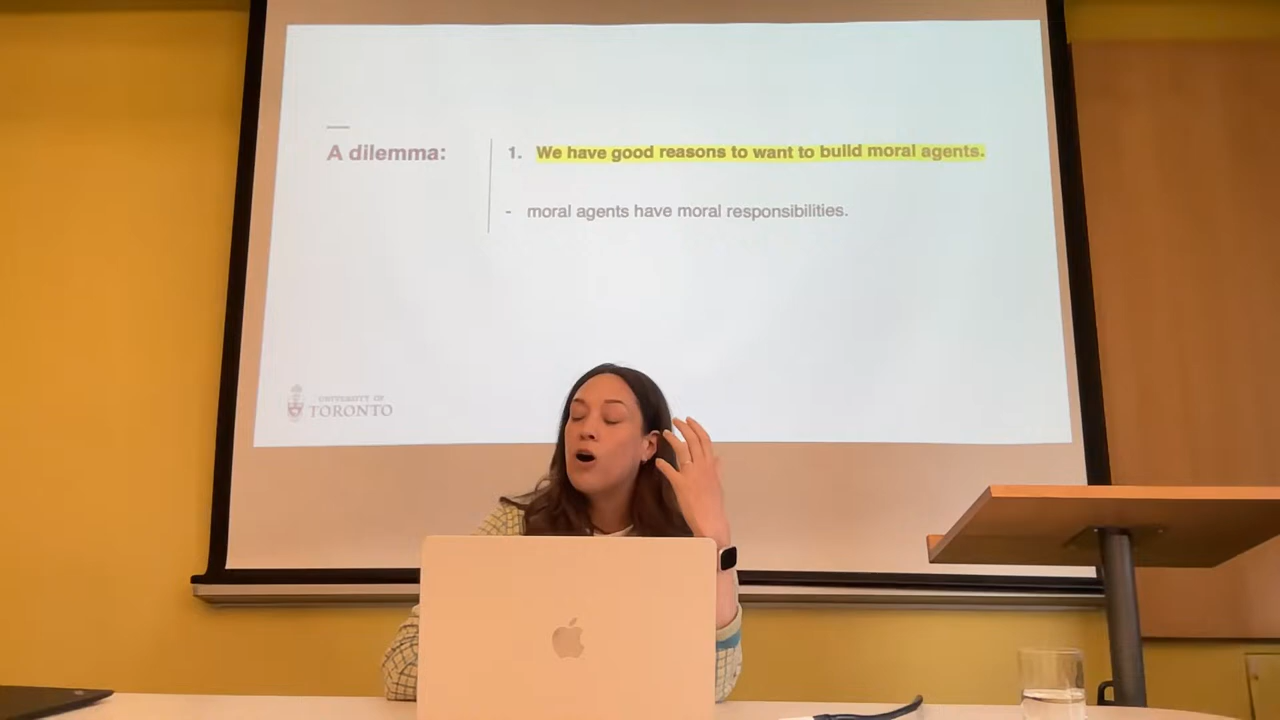 A dilemma:
1. We have good reasons to want to build moral agents.
- moral agents have moral responsibilities.
UNIVERSITY OF
TORONTO